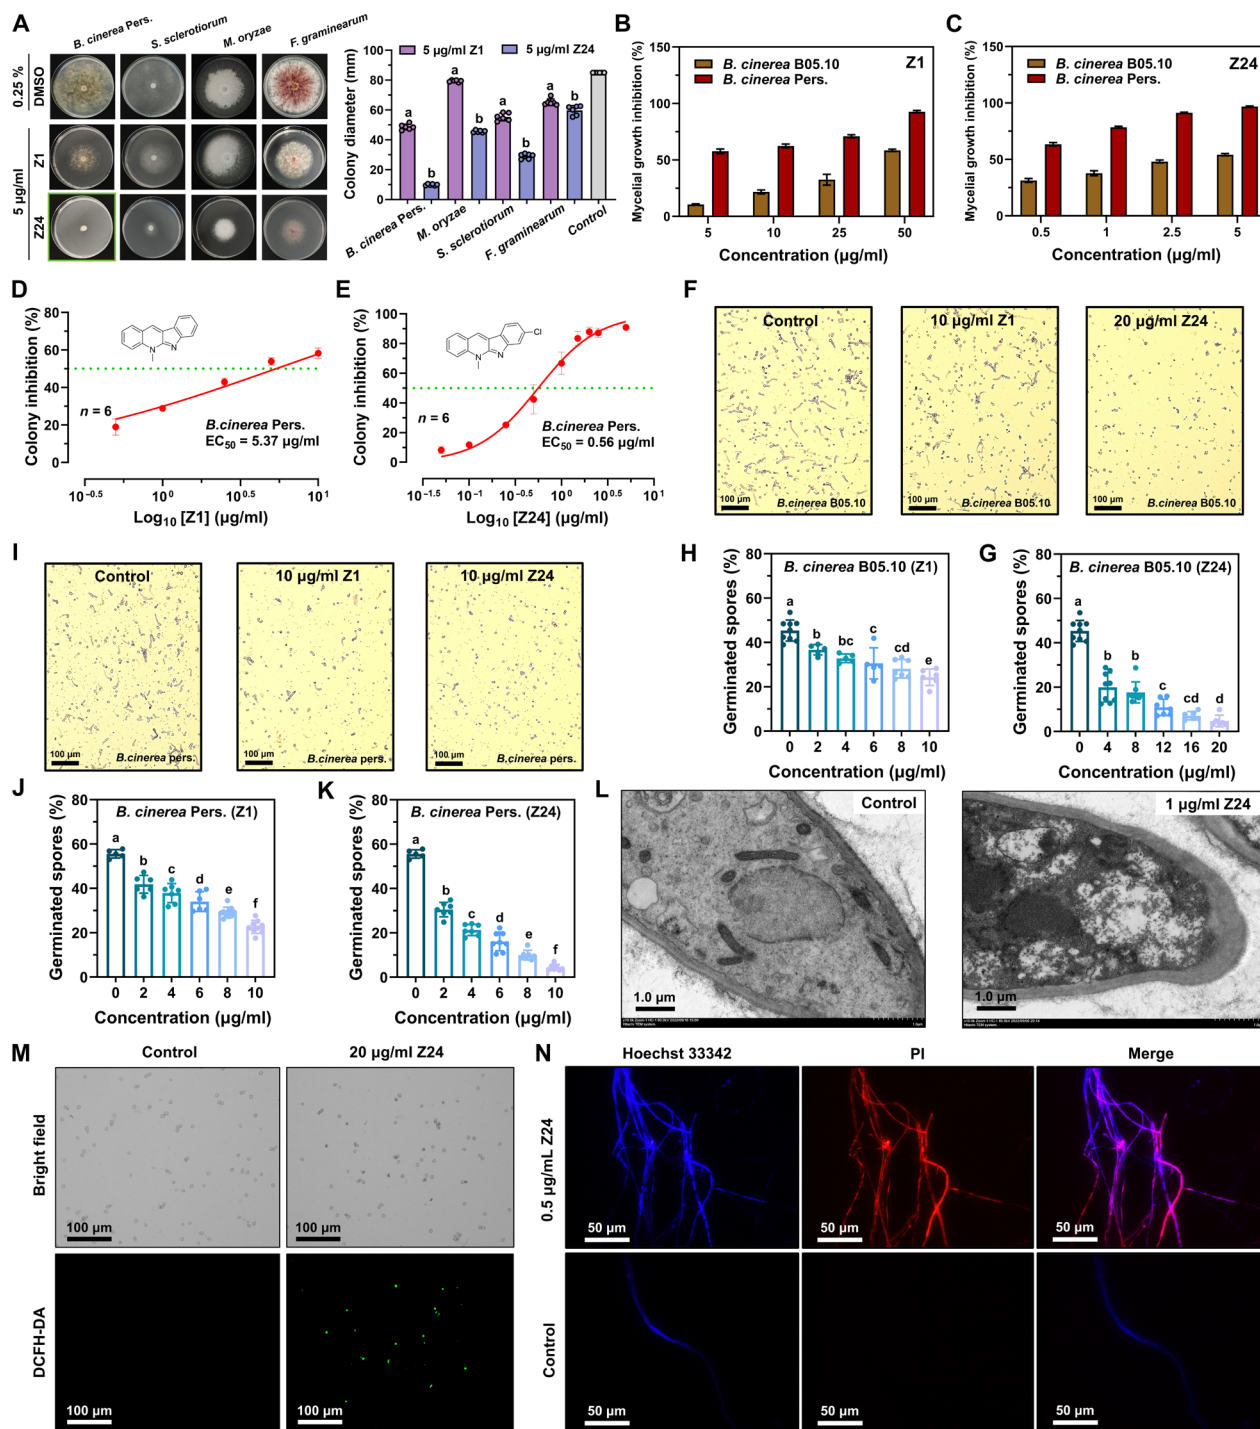 A
B. cinerea Pers.
S. sclerotiorum
M. oryzae
F. graminearum
0.25 %
DMSO
5 µg/ml
Z1
Z24
5 µg/ml Z1
5 µg/ml Z24
Colony diameter (mm)
100
80
60
40
20
0
a
b
a
b
a
b
a
b
B. cinerea Pers.
M. oryzae
S. sclerotiorum
F. graminearum
Control
B
Z1
B. cinerea B05.10
B. cinerea Pers.
Mycelial growth inhibition (%)
150
100
50
0
5 10 25 50
Concentration (µg/ml)
C
Z24
B. cinerea B05.10
B. cinerea Pers.
Mycelial growth inhibition (%)
150
100
50
0
0.5 1 2.5 5
Concentration (µg/ml)
D
Colony inhibition (%)
80
60
40
20
0
N
N
n = 6
B.cinerea Pers.
EC50 = 5.37 µg/ml
10^-0.5 10^0 10^0.5 10^1
Log10 [Z1] (µg/ml)
E
Colony inhibition (%)
100
80
60
40
20
0
Cl
N
N
n = 6
B.cinerea Pers.
EC50 = 0.56 µg/ml
10^-1.5 10^-1 10^-0.5 10^0 10^0.5 10^1
Log10 [Z24] (µg/ml)
F
Control
100 µm
B.cinerea B05.10
10 µg/ml Z1
100 µm
B.cinerea B05.10
20 µg/ml Z24
100 µm
B.cinerea B05.10
I
Control
100 µm
B.cinerea pers.
10 µg/ml Z1
100 µm
B.cinerea pers.
10 µg/ml Z24
100 µm
B.cinerea pers.
H
B. cinerea B05.10 (Z1)
Germinated spores (%)
80
60
40
20
0
a b bc c cd e
0 2 4 6 8 10
Concentration (µg/ml)
G
B. cinerea B05.10 (Z24)
Germinated spores (%)
80
60
40
20
0
a b b c cd d
0 4 8 12 16 20
Concentration (µg/ml)
J
B. cinerea Pers. (Z1)
Germinated spores (%)
80
60
40
20
0
a b c d e f
0 2 4 6 8 10
Concentration (µg/ml)
K
B. cinerea Pers. (Z24)
Germinated spores (%)
80
60
40
20
0
a b c d e f
0 2 4 6 8 10
Concentration (µg/ml)
L
Control
1.0 µm
1 µg/ml Z24
1.0 µm
M
Control
20 µg/ml Z24
Bright field
100 µm
100 µm
DCFH-DA
100 µm
100 µm
N
Hoechst 33342
PI
Merge
0.5 µg/mL Z24
50 µm
50 µm
50 µm
Control
50 µm
50 µm
50 µm